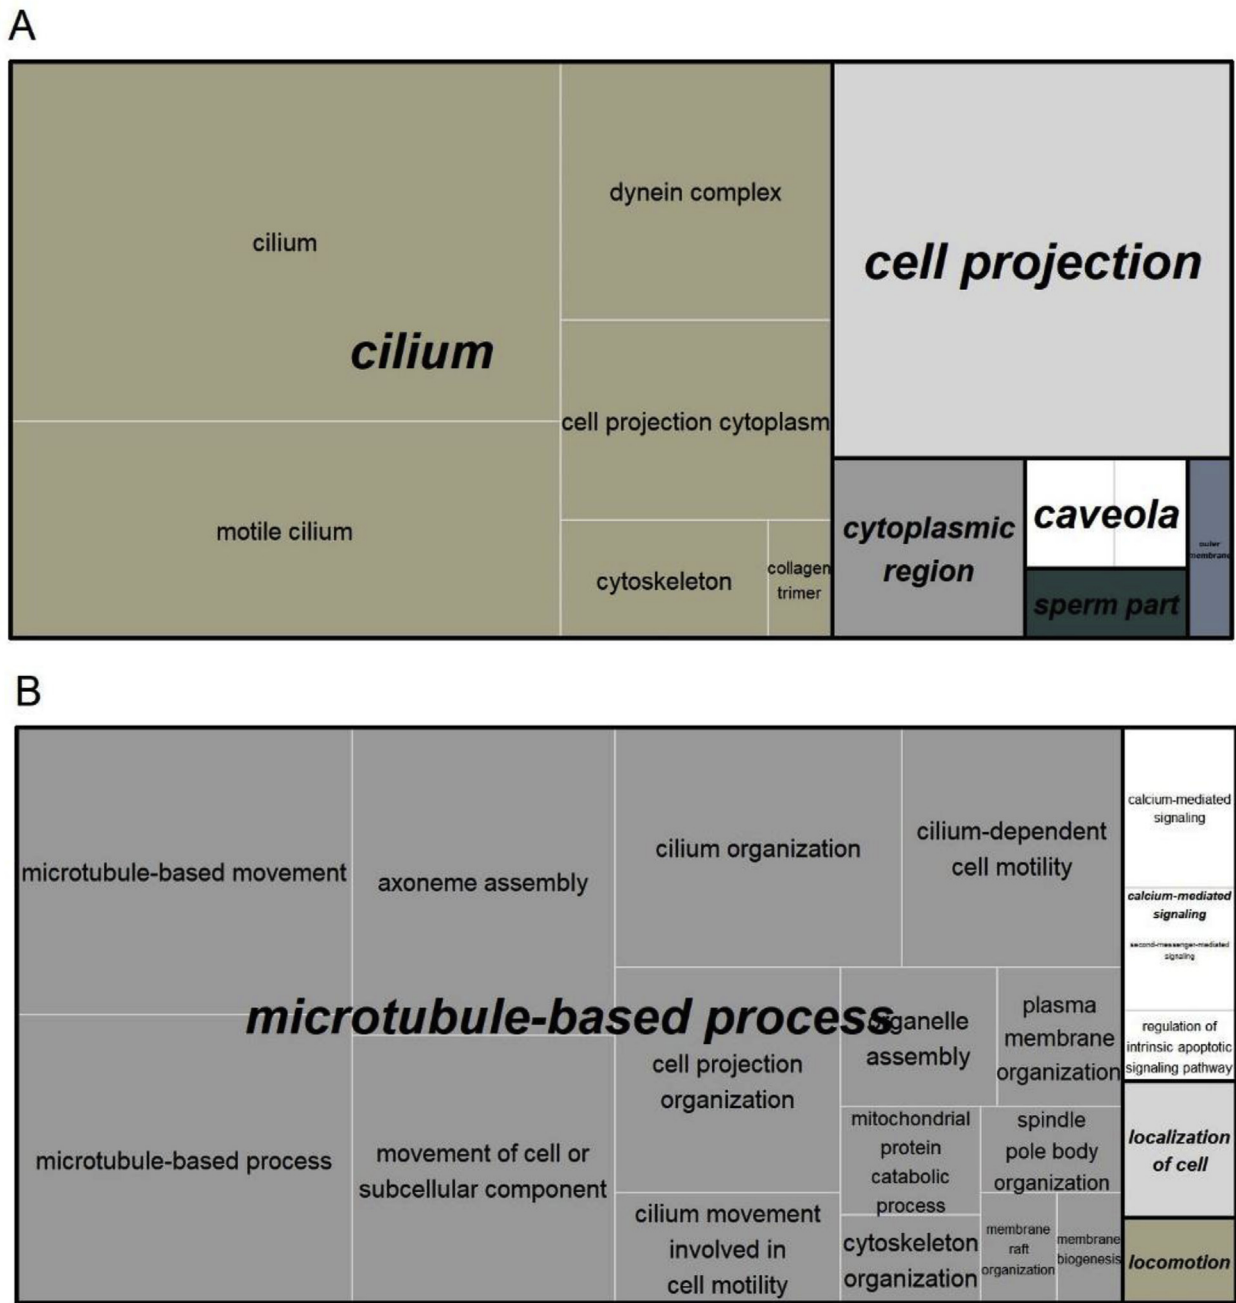 A
cilium
dynein complex
cell projection
cilium
cell projection cytoplasm
motile cilium
cytoskeleton
collagen
trimer
cytoplasmic
region
caveola
outer
membrane
sperm part
B
microtubule-based movement
axoneme assembly
cilium organization
cilium-dependent
cell motility
calcium-mediated
signaling
calcium-mediated
signaling
second-messenger-mediated
signaling
microtubule-based process
organelle
assembly
plasma
membrane
organization
regulation of
intrinsic apoptotic
signaling pathway
cell projection
organization
microtubule-based process
movement of cell or
subcellular component
mitochondrial
protein
catabolic
process
spindle
pole body
organization
localization
of cell
cilium movement
involved in
cell motility
cytoskeleton
organization
membrane
raft
organization
membrane
biogenesis
locomotion